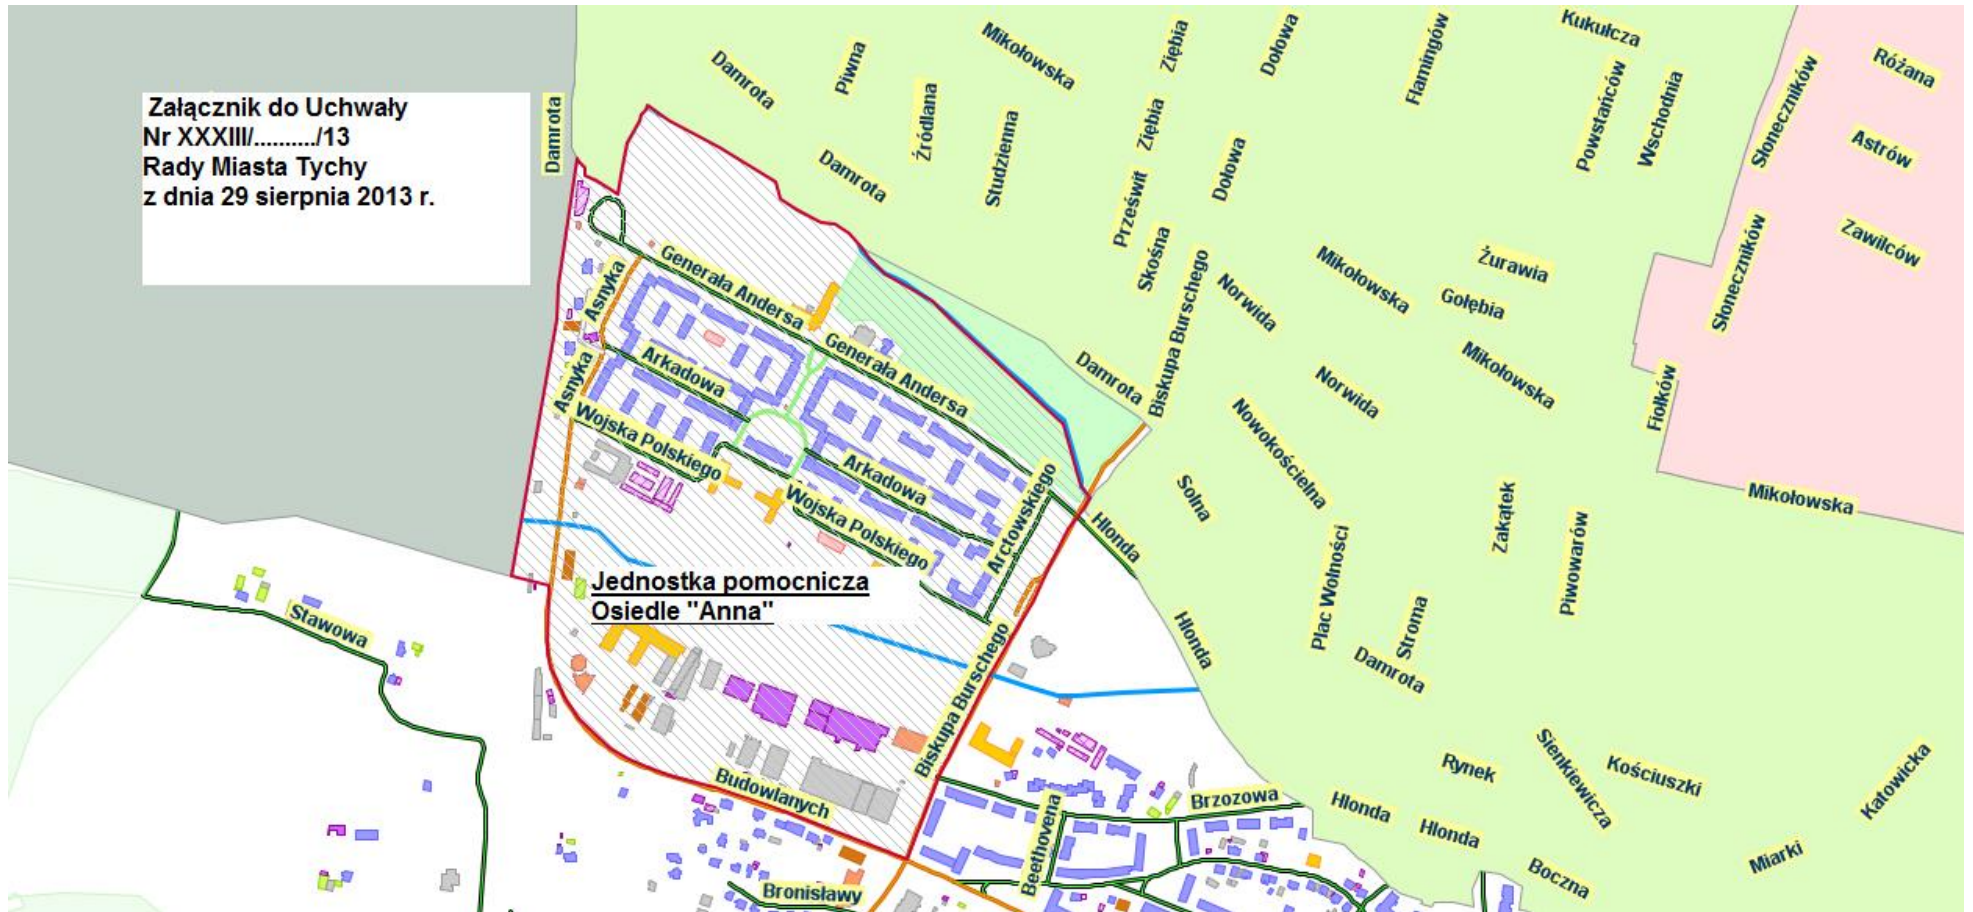 Załącznik do Uchwały
Nr XXXIII/........../13
Rady Miasta Tychy
z dnia 29 sierpnia 2013 r.
Damrota
Damrota
Piwna
Źródlana
Mikołowska
Studzienna
Damrota
Ziębia
Ziębia
Dołowa
Dołowa
Prześwit
Skośna
Flamingów
Kukułcza
Powstańców
Wschodnia
Słoneczników
Różana
Astrów
Zawilców
Słoneczników
Żurawia
Gołębia
Mikołowska
Mikołowska
Norwida
Norwida
Biskupa Burschego
Damrota
Fiołków
Mikołowska
Generała Andersa
Generała Andersa
Asnyka
Asnyka
Arkadowa
Arkadowa
Wojska Polskiego
Wojska Polskiego
Arctowskiego
Hlonda
Hlonda
Nowokościelna
Solna
Plac Wolności
Zakątek
Piwowarów
Stroma
Damrota
Jednostka pomocnicza
Osiedle "Anna"
Stawowa
Biskupa Burschego
Budowlanych
Bronisławy
Beethovena
Brzozowa
Hlonda
Hlonda
Rynek
Sienkiewicza
Kościuszki
Katowicka
Miarki
Boczna